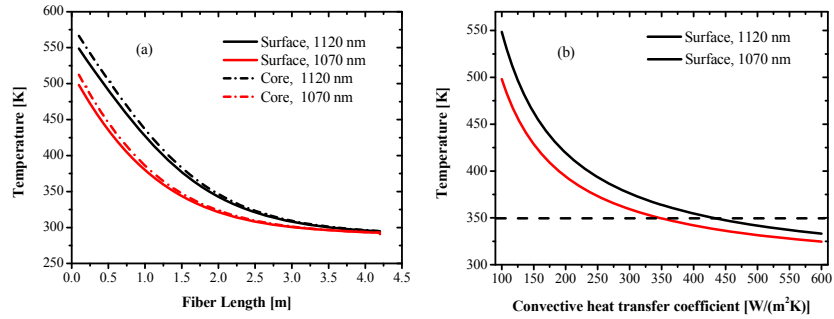 (a)
Surface, 1120 nm
Surface, 1070 nm
Core, 1120 nm
Core, 1070 nm
600
550
500
450
400
350
300
250
0.0 0.5 1.0 1.5 2.0 2.5 3.0 3.5 4.0 4.5
Temperature [K]
Fiber Length [m]
(b)
Surface, 1120 nm
Surface, 1070 nm
550
500
450
400
350
300
100 150 200 250 300 350 400 450 500 550 600
Temperature [K]
Convective heat transfer coefficient [W/(m²K)]